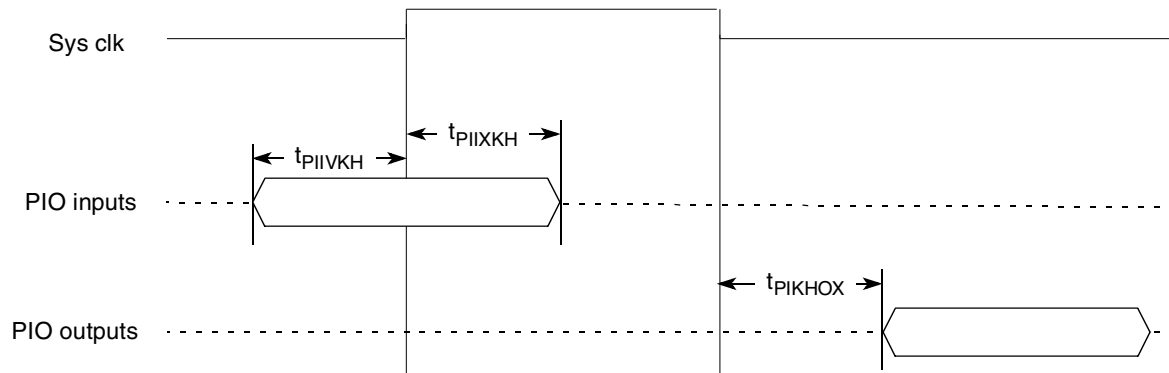 Sys clk
tPIIXKH
tPIIVKH
PIO inputs
tPIKHOX
PIO outputs